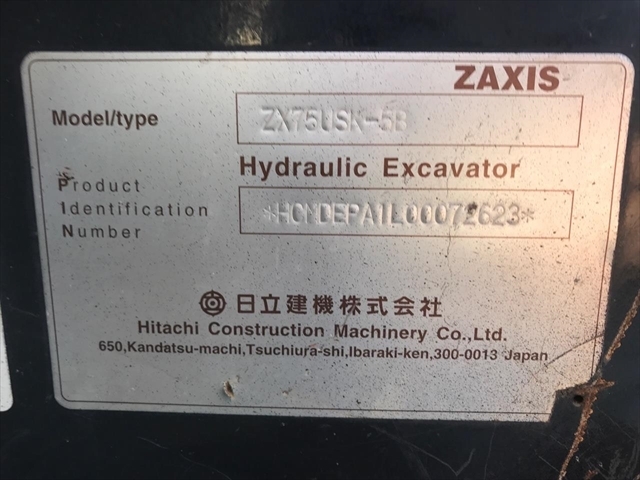 ZAXIS
Model/type ZX75USK-5B
Hydraulic Excavator
Product
Identification *HCMDEPA1L00072623*
Number
日立建機株式会社
Hitachi Construction Machinery Co.,Ltd.
650,Kandatsu-machi,Tsuchiura-shi,Ibaraki-ken,300-0013 Japan